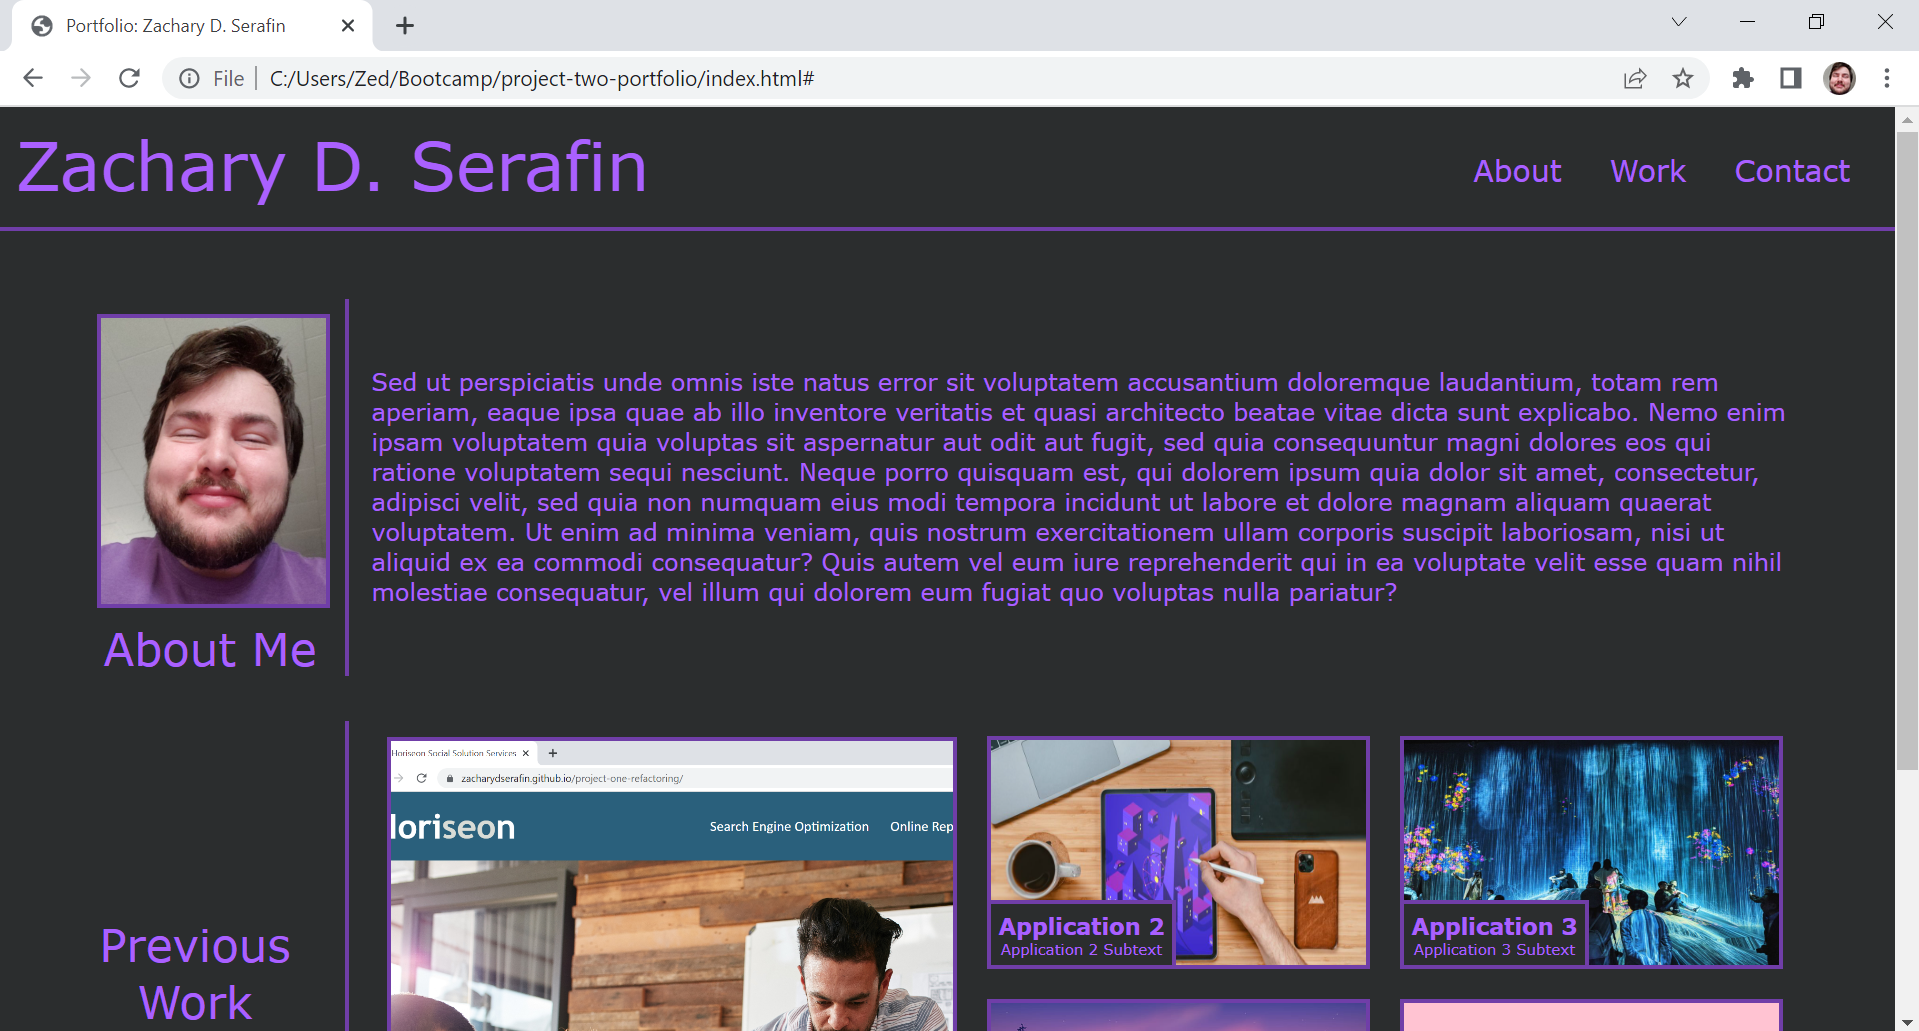 Portfolio: Zachary D. Serafin
File
C:/Users/Zed/Bootcamp/project-two-portfolio/index.html#
Zachary D. Serafin
About Work Contact
Sed ut perspiciatis unde omnis iste natus error sit voluptatem accusantium doloremque laudantium, totam rem
aperiam, eaque ipsa quae ab illo inventore veritatis et quasi architecto beatae vitae dicta sunt explicabo. Nemo enim
ipsam voluptatem quia voluptas sit aspernatur aut odit aut fugit, sed quia consequuntur magni dolores eos qui
ratione voluptatem sequi nesciunt. Neque porro quisquam est, qui dolorem ipsum quia dolor sit amet, consectetur,
adipisci velit, sed quia non numquam eius modi tempora incidunt ut labore et dolore magnam aliquam quaerat
voluptatem. Ut enim ad minima veniam, quis nostrum exercitationem ullam corporis suscipit laboriosam, nisi ut
aliquid ex ea commodi consequatur? Quis autem vel eum iure reprehenderit qui in ea voluptate velit esse quam nihil
molestiae consequatur, vel illum qui dolorem eum fugiat quo voluptas nulla pariatur?
About Me
Previous
Work
Horiseon Social Solution Services
zacharydserafin.github.io/project-one-refactoring/
loriseon
Search Engine Optimization Online Rep
Application 2
Application 2 Subtext
Application 3
Application 3 Subtext